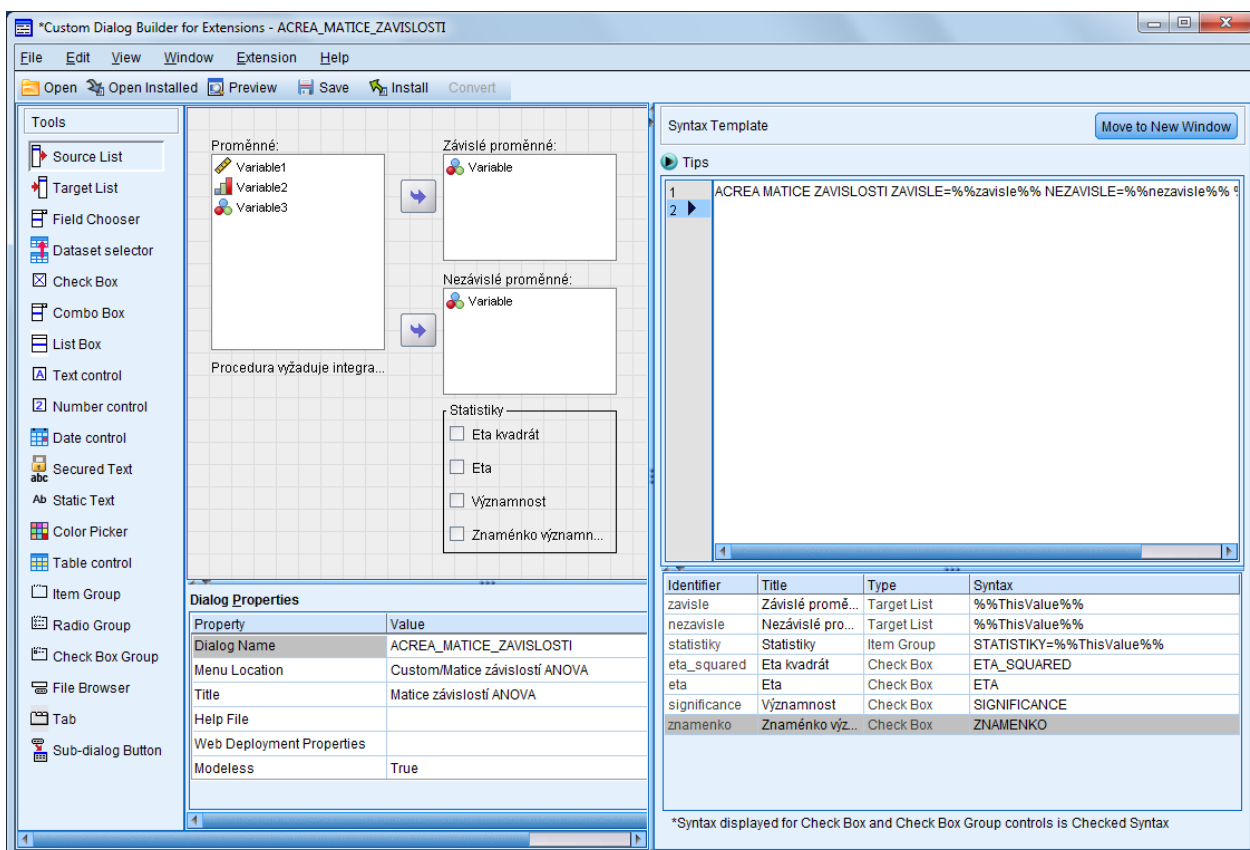 *Custom Dialog Builder for Extensions - ACREA_MATICE_ZAVISLOSTI
File Edit View Window Extension Help
Open Open Installed Preview Save Install Convert
Tools
Source List
Target List
Field Chooser
Dataset selector
Check Box
Combo Box
List Box
Text control
Number control
Date control
abc Secured Text
Ab Static Text
Color Picker
Table control
Item Group
Radio Group
Check Box Group
File Browser
Tab
Sub-dialog Button
Proměnné:
Variable1
Variable2
Variable3
Procedura vyžaduje integra...
Závislé proměnné:
Variable
Nezávislé proměnné:
Variable
Statistiky
Eta kvadrát
Eta
Významnost
Znaménko významn...
Dialog Properties
Property Value
Dialog Name ACREA_MATICE_ZAVISLOSTI
Menu Location Custom/Matice závislostí ANOVA
Title Matice závislostí ANOVA
Help File
Web Deployment Properties
Modeless True
Syntax Template
Move to New Window
Tips
1 ACREA MATICE ZAVISLOSTI ZAVISLE=%%zavisle%% NEZAVISLE=%%nezavisle%%
2
Identifier Title Type Syntax
zavisle Závislé promě... Target List %%ThisValue%%
nezavisle Nezávislé pro... Target List %%ThisValue%%
statistiky Statistiky Item Group STATISTIKY=%%ThisValue%%
eta_squared Eta kvadrát Check Box ETA_SQUARED
eta Eta Check Box ETA
significance Významnost Check Box SIGNIFICANCE
znamenko Znaménko výz... Check Box ZNAMENKO
*Syntax displayed for Check Box and Check Box Group controls is Checked Syntax